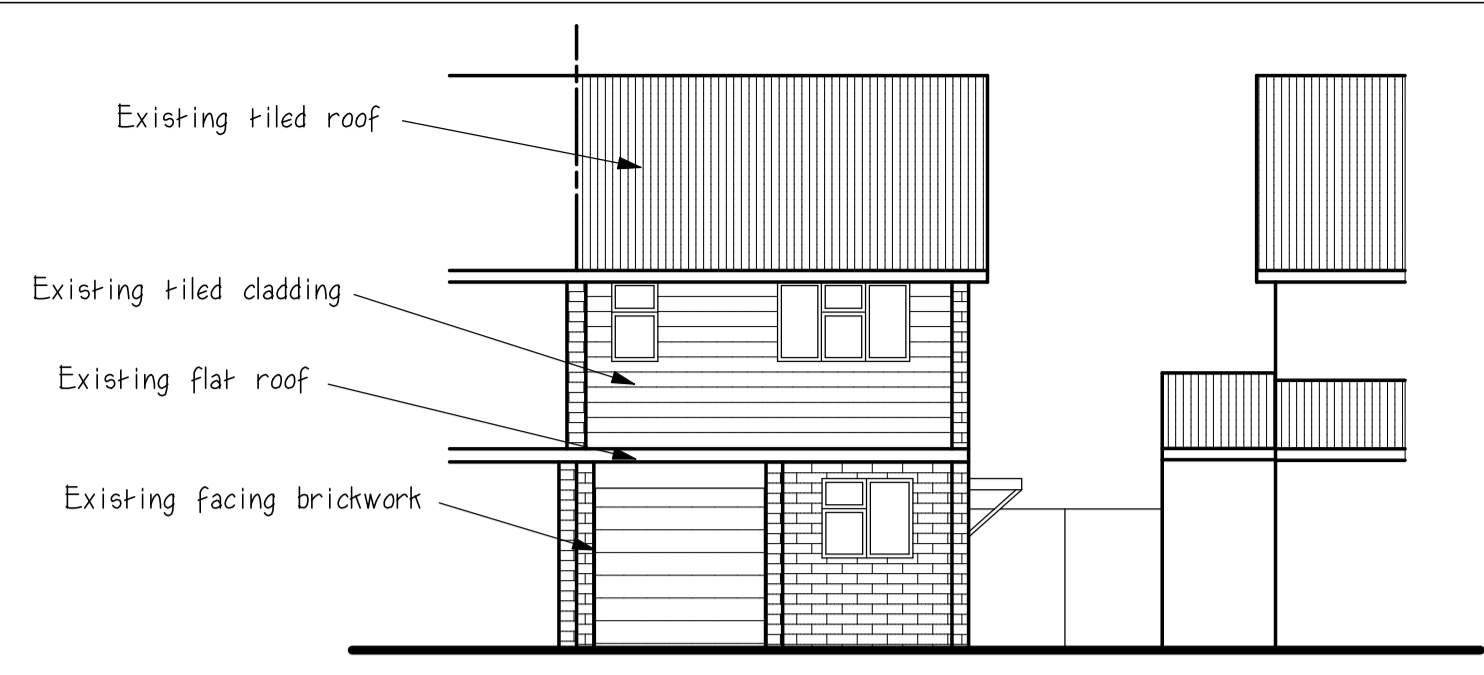 Existing tiled roof
Existing tiled cladding
Existing flat roof
Existing facing brickwork